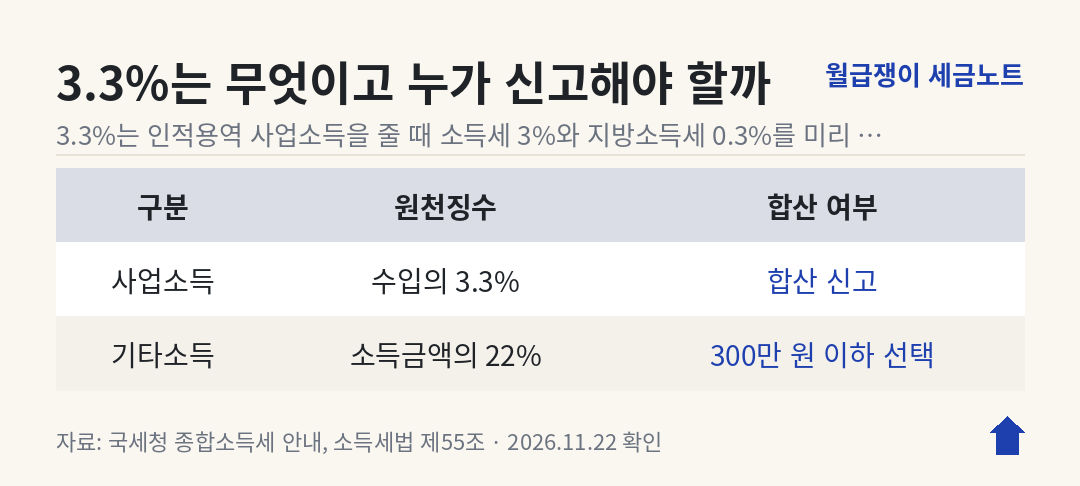 3.3%는 무엇이고 누가 신고해야 할까
월급쟁이 세금노트
3.3%는 인적용역 사업소득을 줄 때 소득세 3%와 지방소득세 0.3%를 미리 …
구분 원천징수 합산 여부
사업소득 수입의 3.3% 합산 신고
기타소득 소득금액의 22% 300만 원 이하 선택
자료: 국세청 종합소득세 안내, 소득세법 제55조 · 2026.11.22 확인